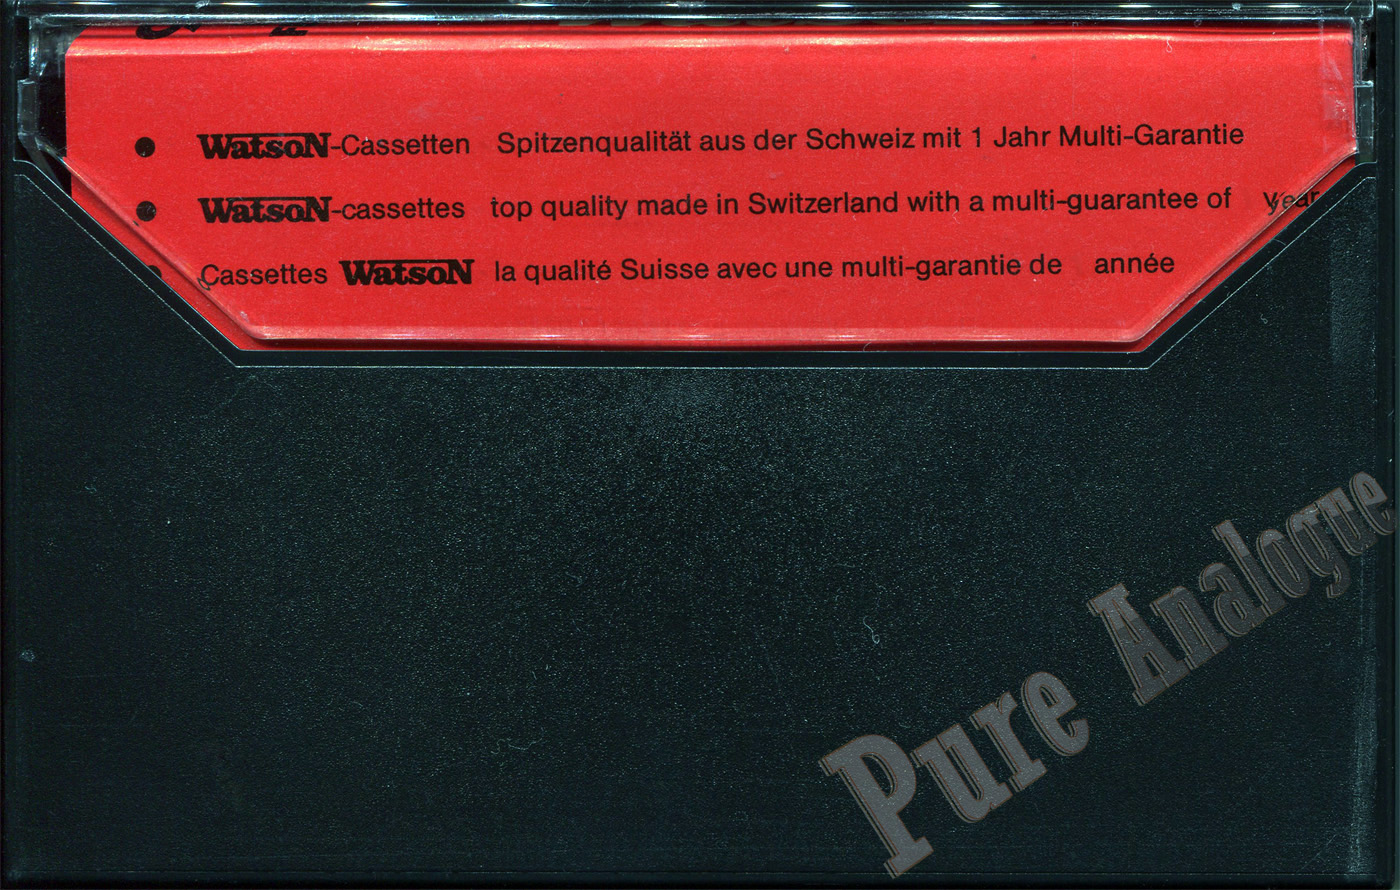 ● WatsoN-Cassetten Spitzenqualität aus der Schweiz mit 1 Jahr Multi-Garantie
● WatsoN-cassettes top quality made in Switzerland with a multi-guarantee of year
● Cassettes WatsoN la qualité Suisse avec une multi-garantie de année
Pure Analogue